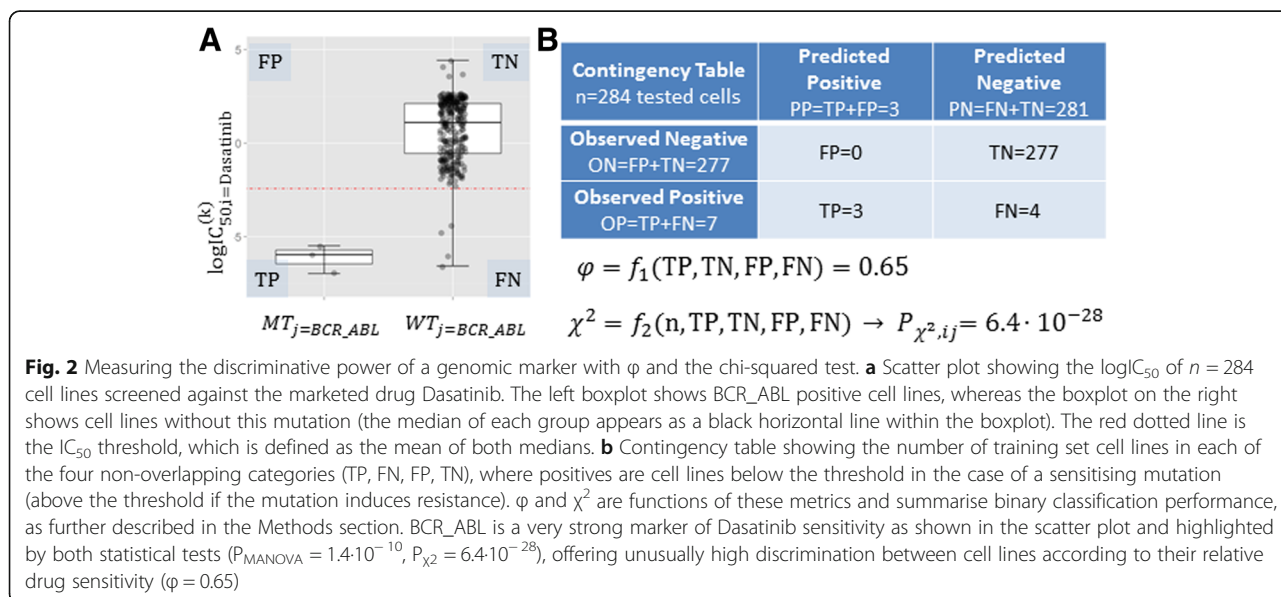 A
FP
TN
5
0
5
logIC^(k)_50,i=Dasatinib
TP
FN
MT_j=BCR_ABL
WT_j=BCR_ABL
B
Contingency Table
n=284 tested cells
Predicted Positive
PP=TP+FP=3
Predicted Negative
PN=FN+TN=281
Observed Negative
ON=FP+TN=277
FP=0
TN=277
Observed Positive
OP=TP+FN=7
TP=3
FN=4
φ = f₁(TP, TN, FP, FN) = 0.65
χ² = f₂(n, TP, TN, FP, FN) → P_χ²,ij = 6.4 · 10⁻²⁸
Fig. 2 Measuring the discriminative power of a genomic marker with φ and the chi-squared test. a Scatter plot showing the logIC₅₀ of n = 284
cell lines screened against the marketed drug Dasatinib. The left boxplot shows BCR_ABL positive cell lines, whereas the boxplot on the right
shows cell lines without this mutation (the median of each group appears as a black horizontal line within the boxplot). The red dotted line is
the IC₅₀ threshold, which is defined as the mean of both medians. b Contingency table showing the number of training set cell lines in each of
the four non-overlapping categories (TP, FN, FP, TN), where positives are cell lines below the threshold in the case of a sensitising mutation
(above the threshold if the mutation induces resistance). φ and χ² are functions of these metrics and summarise binary classification performance,
as further described in the Methods section. BCR_ABL is a very strong marker of Dasatinib sensitivity as shown in the scatter plot and highlighted
by both statistical tests (P_MANOVA = 1.4·10⁻¹⁰, P_χ2 = 6.4·10⁻²⁸), offering unusually high discrimination between cell lines according to their relative
drug sensitivity (φ = 0.65)